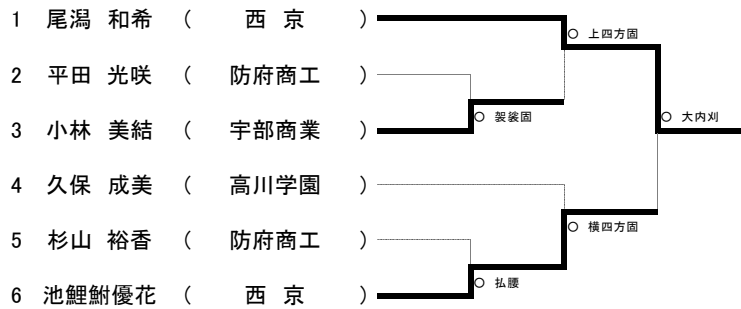 1 尾潟 和希 ( 西 京 )
○ 上四方固
2 平田 光咲 ( 防府商工 )
○ 袈裟固
3 小林 美結 ( 宇部商業 )
○ 大内刈
4 久保 成美 ( 高川学園 )
○ 横四方固
5 杉山 裕香 ( 防府商工 )
○ 払腰
6 池鯉鮒優花 ( 西 京 )